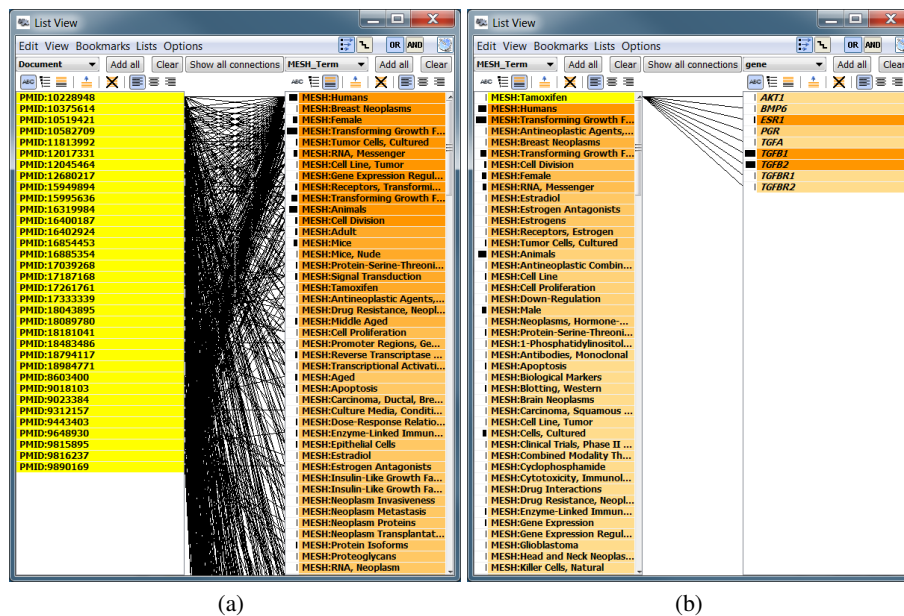 List View
Edit View Bookmarks Lists Options
OR AND
Document Add all Clear Show all connections MESH_Term Add all Clear
ABC ABC
PMID:10228948
PMID:10375614
PMID:10519421
PMID:10582709
PMID:11813992
PMID:12017331
PMID:12045464
PMID:12680217
PMID:15949894
PMID:15995636
PMID:16319984
PMID:16400187
PMID:16402924
PMID:16854453
PMID:16885354
PMID:17039268
PMID:17187168
PMID:17261761
PMID:17333339
PMID:18043895
PMID:18089780
PMID:18181041
PMID:18483486
PMID:18794117
PMID:18984771
PMID:8603400
PMID:9018103
PMID:9023384
PMID:9312157
PMID:9443403
PMID:9648930
PMID:9815895
PMID:9816237
PMID:9890169
MESH:Humans
MESH:Breast Neoplasms
MESH:Female
MESH:Transforming Growth F...
MESH:Tumor Cells, Cultured
MESH:RNA, Messenger
MESH:Cell Line, Tumor
MESH:Gene Expression Regul...
MESH:Receptors, Transformi...
MESH:Transforming Growth F...
MESH:Animals
MESH:Cell Division
MESH:Adult
MESH:Mice
MESH:Mice, Nude
MESH:Protein-Serine-Threoni...
MESH:Signal Transduction
MESH:Tamoxifen
MESH:Antineoplastic Agents,...
MESH:Drug Resistance, Neopl...
MESH:Middle Aged
MESH:Cell Proliferation
MESH:Promoter Regions, Ge...
MESH:Reverse Transcriptase ...
MESH:Transcriptional Activati...
MESH:Aged
MESH:Apoptosis
MESH:Carcinoma, Ductal, Bre...
MESH:Culture Media, Conditi...
MESH:Dose-Response Relatio...
MESH:Enzyme-Linked Immun...
MESH:Epithelial Cells
MESH:Estradiol
MESH:Estrogen Antagonists
MESH:Insulin-Like Growth Fa...
MESH:Insulin-Like Growth Fa...
MESH:Neoplasm Invasiveness
MESH:Neoplasm Metastasis
MESH:Neoplasm Proteins
MESH:Neoplasm Transplantat...
MESH:Protein Isoforms
MESH:Proteoglycans
MESH:RNA, Neoplasm
(a)
List View
Edit View Bookmarks Lists Options
OR AND
MESH_Term Add all Clear Show all connections gene Add all Clear
ABC ABC
MESH:Tamoxifen
MESH:Humans
MESH:Transforming Growth F...
MESH:Antineoplastic Agents,...
MESH:Breast Neoplasms
MESH:Transforming Growth F...
MESH:Cell Division
MESH:Female
MESH:RNA, Messenger
MESH:Estradiol
MESH:Estrogen Antagonists
MESH:Estrogens
MESH:Receptors, Estrogen
MESH:Tumor Cells, Cultured
MESH:Animals
MESH:Antineoplastic Combin...
MESH:Cell Line
MESH:Cell Proliferation
MESH:Down-Regulation
MESH:Male
MESH:Neoplasms, Hormone-...
MESH:Protein-Serine-Threoni...
MESH:1-Phosphatidylinositol...
MESH:Antibodies, Monoclonal
MESH:Apoptosis
MESH:Biological Markers
MESH:Blotting, Western
MESH:Brain Neoplasms
MESH:Carcinoma, Squamous ...
MESH:Cell Line, Tumor
MESH:Cells, Cultured
MESH:Clinical Trials, Phase II ...
MESH:Combined Modality Th...
MESH:Cyclophosphamide
MESH:Cytotoxicity, Immunol...
MESH:Drug Interactions
MESH:Drug Resistance, Neopl...
MESH:Enzyme-Linked Immun...
MESH:Gene Expression
MESH:Gene Expression Regul...
MESH:Glioblastoma
MESH:Head and Neck Neoplas...
MESH:Killer Cells, Natural
AKT1
BMP6
ESR1
PGR
TGFA
TGFB1
TGFB2
TGFBR1
TGFBR2
(b)